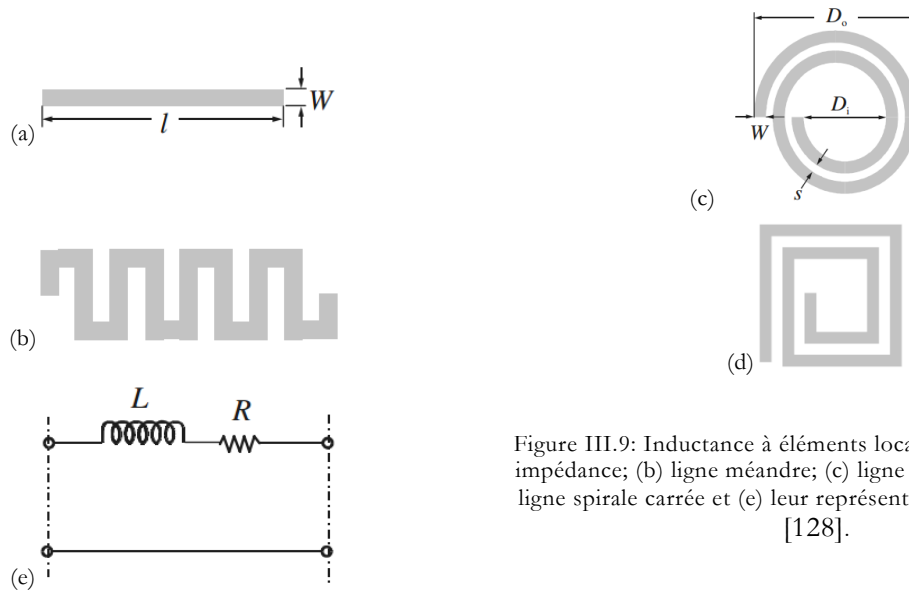 (a)
l
W
(b)
L
R
(e)
D_o
D_i
W
s
(c)
(d)
Figure III.9: Inductance à éléments loca
impédance; (b) ligne méandre; (c) ligne
ligne spirale carrée et (e) leur représent
[128].